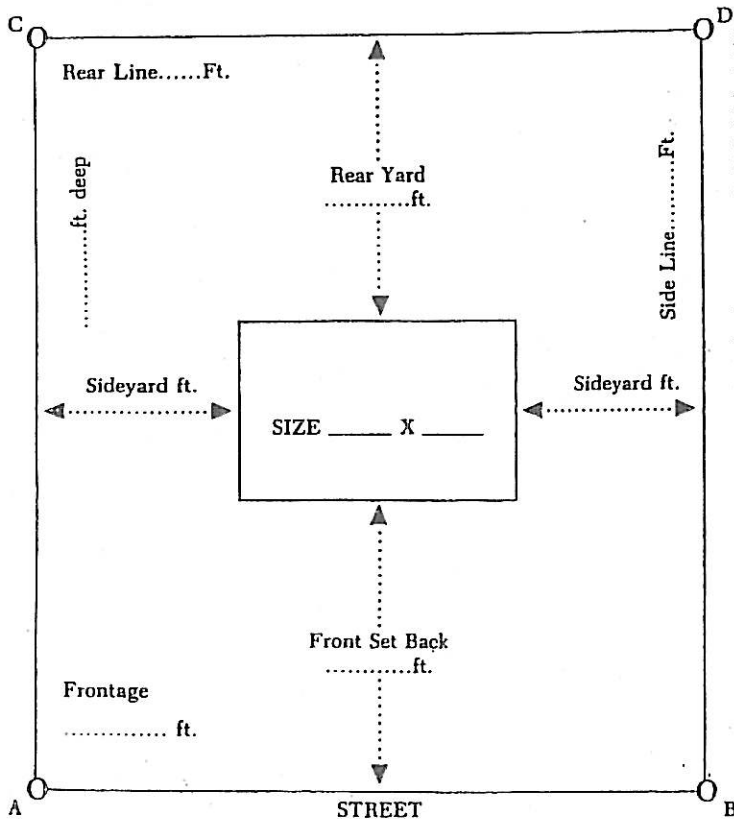 C
D
Rear Line......Ft.
............ft. deep
Rear Yard
............ft.
Side Line.........Ft.
Sideyard ft.
Sideyard ft.
SIZE ______ X ______
Front Set Back
............ft.
Frontage
.............. ft.
A
STREET
B